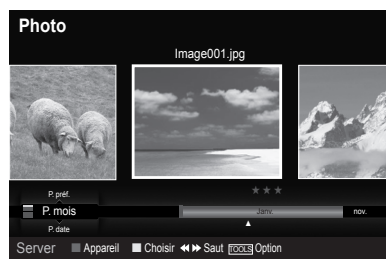 Photo
Image001.jpg
P. préf.
P. mois
Janv.
nov.
P. date
Server Appareil Choisir Saut TOOLS Option